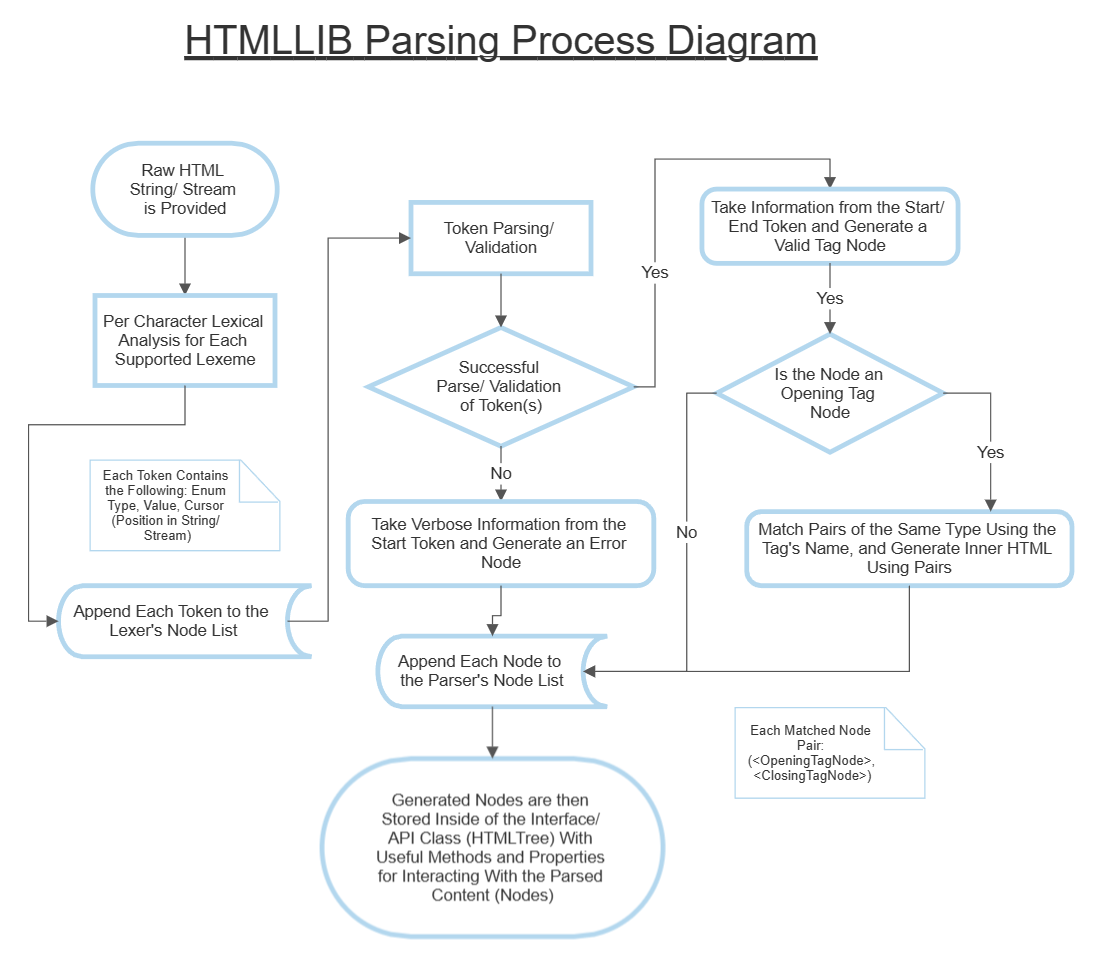 HTMLLIB Parsing Process Diagram
Raw HTML
String/ Stream
is Provided
Per Character Lexical
Analysis for Each
Supported Lexeme
Each Token Contains
the Following: Enum
Type, Value, Cursor
(Position in String/
Stream)
Append Each Token to the
Lexer's Node List
Token Parsing/
Validation
Successful
Parse/ Validation
of Token(s)
Yes
No
Take Verbose Information from the
Start Token and Generate an Error
Node
Take Information from the Start/
End Token and Generate a
Valid Tag Node
Yes
Is the Node an
Opening Tag
Node
Yes
No
Match Pairs of the Same Type Using the
Tag's Name, and Generate Inner HTML
Using Pairs
Append Each Node to
the Parser's Node List
Each Matched Node
Pair:
(<OpeningTagNode>,
<ClosingTagNode>)
Generated Nodes are then
Stored Inside of the Interface/
API Class (HTMLTree) With
Useful Methods and Properties
for Interacting With the Parsed
Content (Nodes)